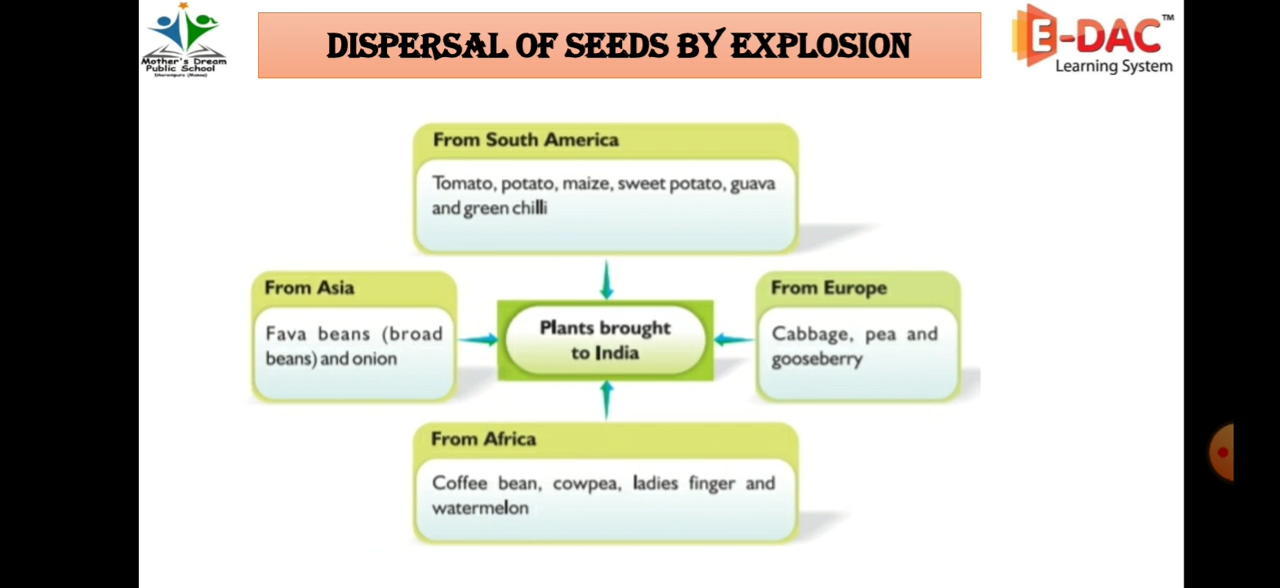 Mother's Dream
Public School
DISPERSAL OF SEEDS BY EXPLOSION
E-DAC™
Learning System
From South America
Tomato, potato, maize, sweet potato, guava
and green chilli
From Asia
Fava beans (broad
beans) and onion
Plants brought
to India
From Europe
Cabbage, pea and
gooseberry
From Africa
Coffee bean, cowpea, ladies finger and
watermelon